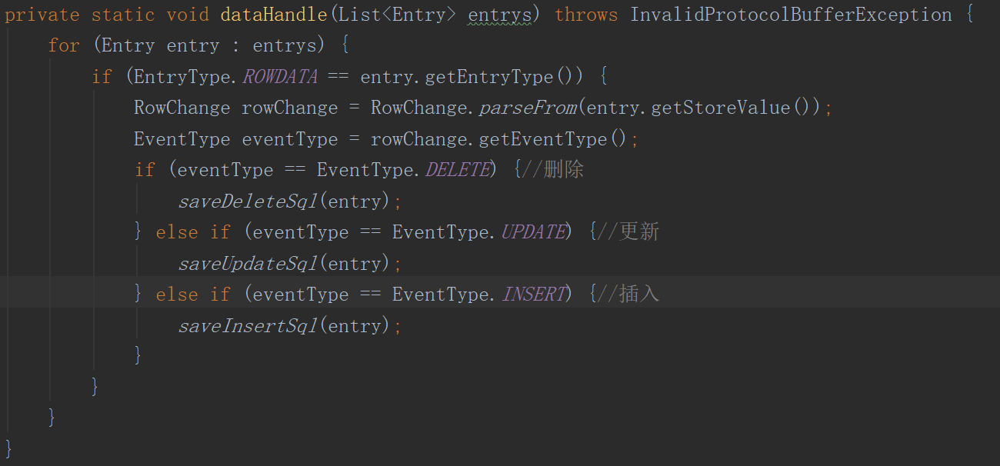 private static void dataHandle(List<Entry> entrys) throws InvalidProtocolBufferException {
for (Entry entry : entrys) {
if (EntryType.ROWDATA == entry.getEntryType()) {
RowChange rowChange = RowChange.parseFrom(entry.getStoreValue());
EventType eventType = rowChange.getEventType();
if (eventType == EventType.DELETE) {//删除
saveDeleteSql(entry);
} else if (eventType == EventType.UPDATE) {//更新
saveUpdateSql(entry);
} else if (eventType == EventType.INSERT) {//插入
saveInsertSql(entry);
}
}
}
}